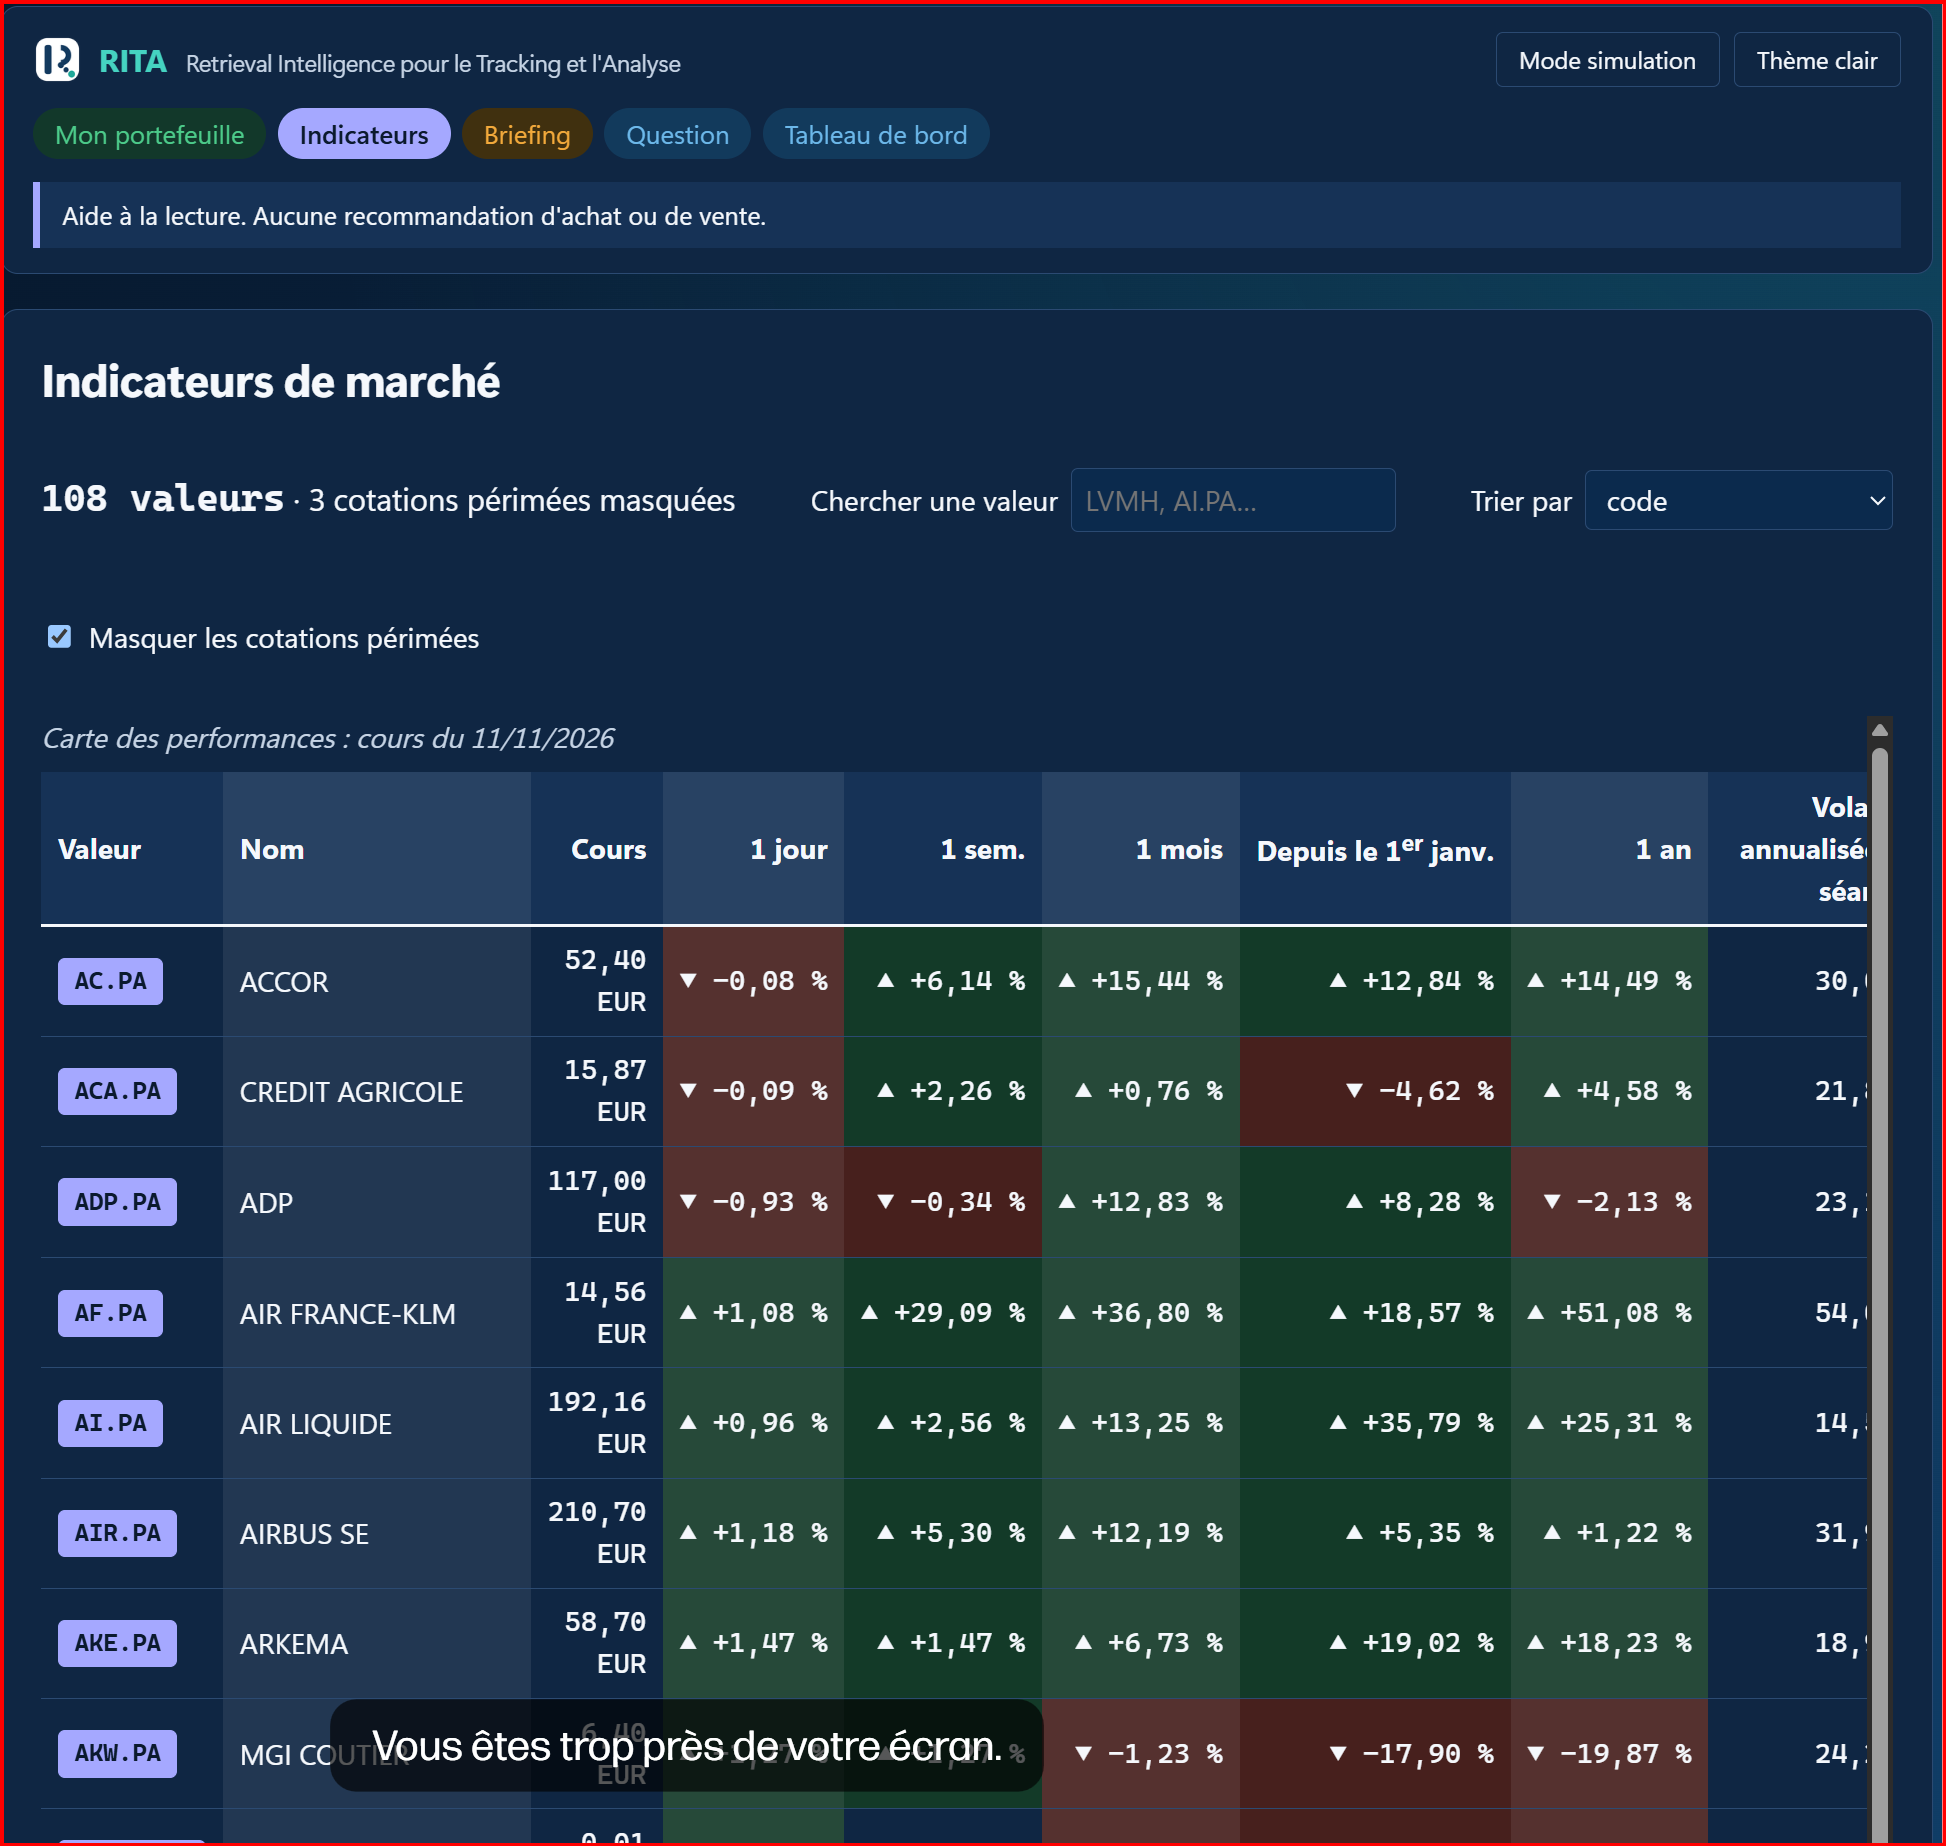 RITA Retrieval Intelligence pour le Tracking et l'Analyse
Mode simulation
Thème clair
Mon portefeuille
Indicateurs
Briefing
Question
Tableau de bord
Aide à la lecture. Aucune recommandation d'achat ou de vente.
Indicateurs de marché
108 valeurs · 3 cotations périmées masquées
Chercher une valeur
LVMH, AI.PA...
Trier par
code
Masquer les cotations périmées
Carte des performances : cours du 11/11/2026
Valeur Nom Cours 1 jour 1 sem. 1 mois Depuis le 1er janv. 1 an
AC.PA ACCOR 52,40 EUR ▼ −0,08 % ▲ +6,14 % ▲ +15,44 % ▲ +12,84 % ▲ +14,49 %
ACA.PA CREDIT AGRICOLE 15,87 EUR ▼ −0,09 % ▲ +2,26 % ▲ +0,76 % ▼ −4,62 % ▲ +4,58 %
ADP.PA ADP 117,00 EUR ▼ −0,93 % ▼ −0,34 % ▲ +12,83 % ▲ +8,28 % ▼ −2,13 %
AF.PA AIR FRANCE-KLM 14,56 EUR ▲ +1,08 % ▲ +29,09 % ▲ +36,80 % ▲ +18,57 % ▲ +51,08 %
AI.PA AIR LIQUIDE 192,16 EUR ▲ +0,96 % ▲ +2,56 % ▲ +13,25 % ▲ +35,79 % ▲ +25,31 %
AIR.PA AIRBUS SE 210,70 EUR ▲ +1,18 % ▲ +5,30 % ▲ +12,19 % ▲ +5,35 % ▲ +1,22 %
AKE.PA ARKEMA 58,70 EUR ▲ +1,47 % ▲ +1,47 % ▲ +6,73 % ▲ +19,02 % ▲ +18,23 %
AKW.PA MGI COUTIER 6,40 EUR ▼ −1,23 % ▼ −17,90 % ▼ −19,87 %
Vous êtes trop près de votre écran.